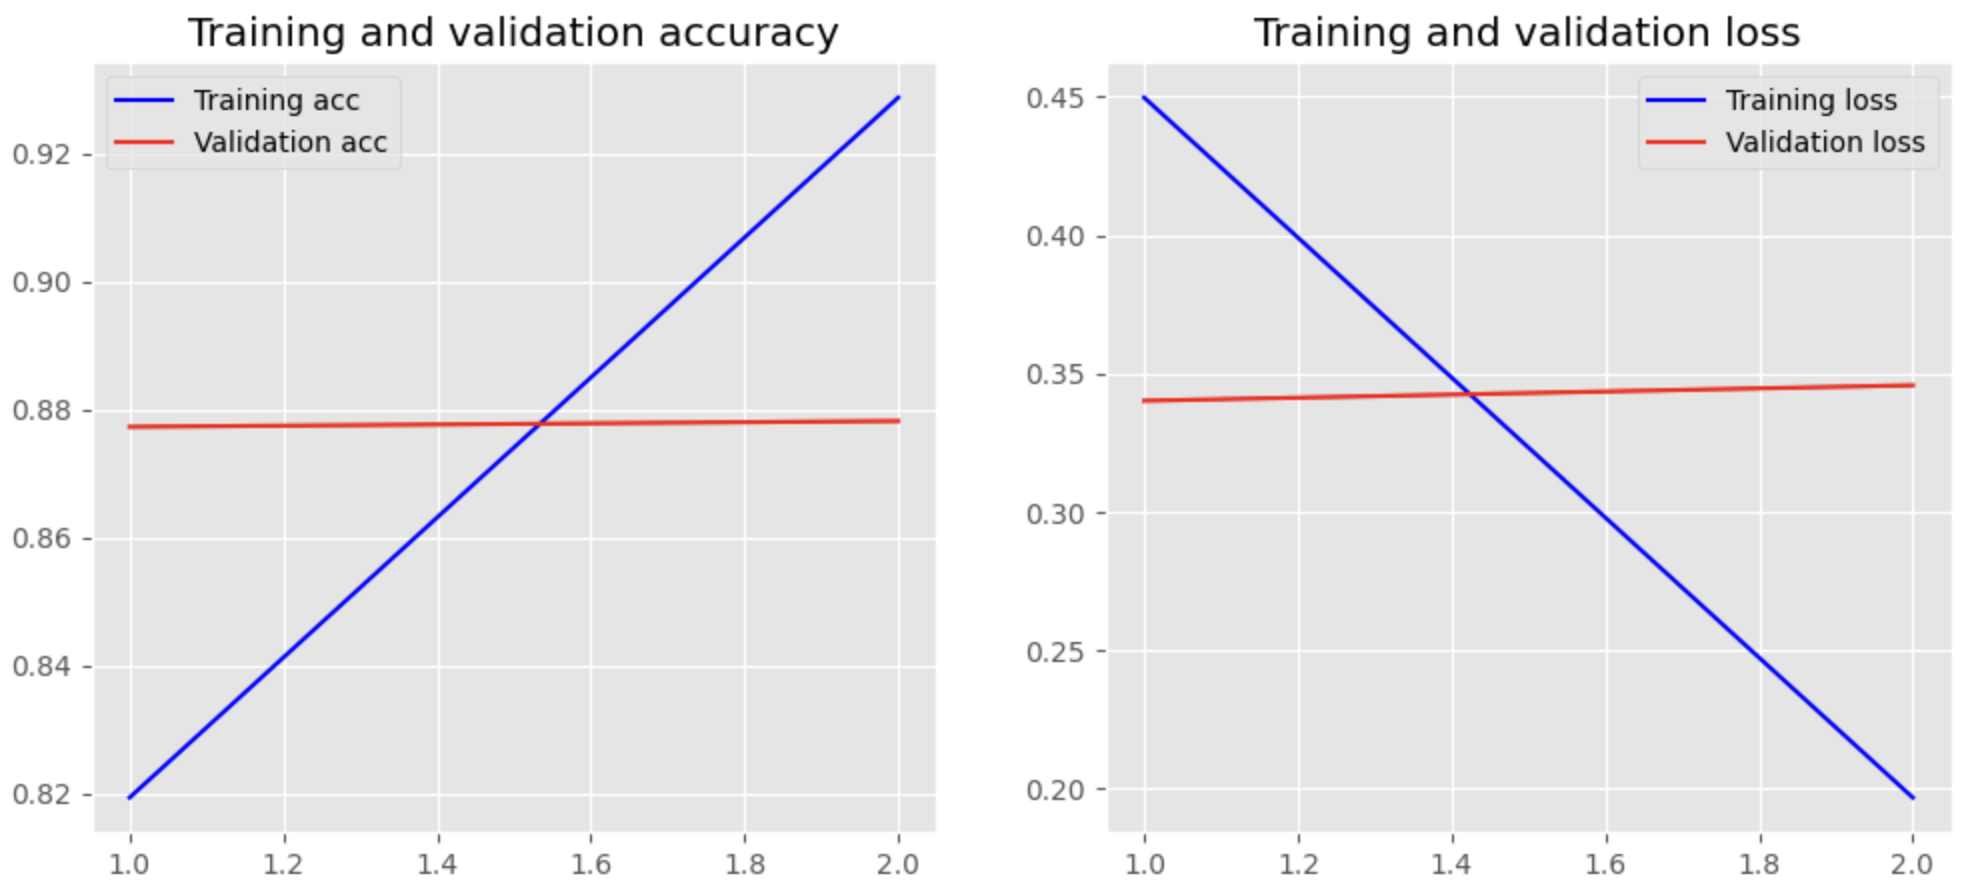 Training and validation accuracy
Training acc
Validation acc
0.92
0.90
0.88
0.86
0.84
0.82
1.0 1.2 1.4 1.6 1.8 2.0
Training and validation loss
Training loss
Validation loss
0.45
0.40
0.35
0.30
0.25
0.20
1.0 1.2 1.4 1.6 1.8 2.0